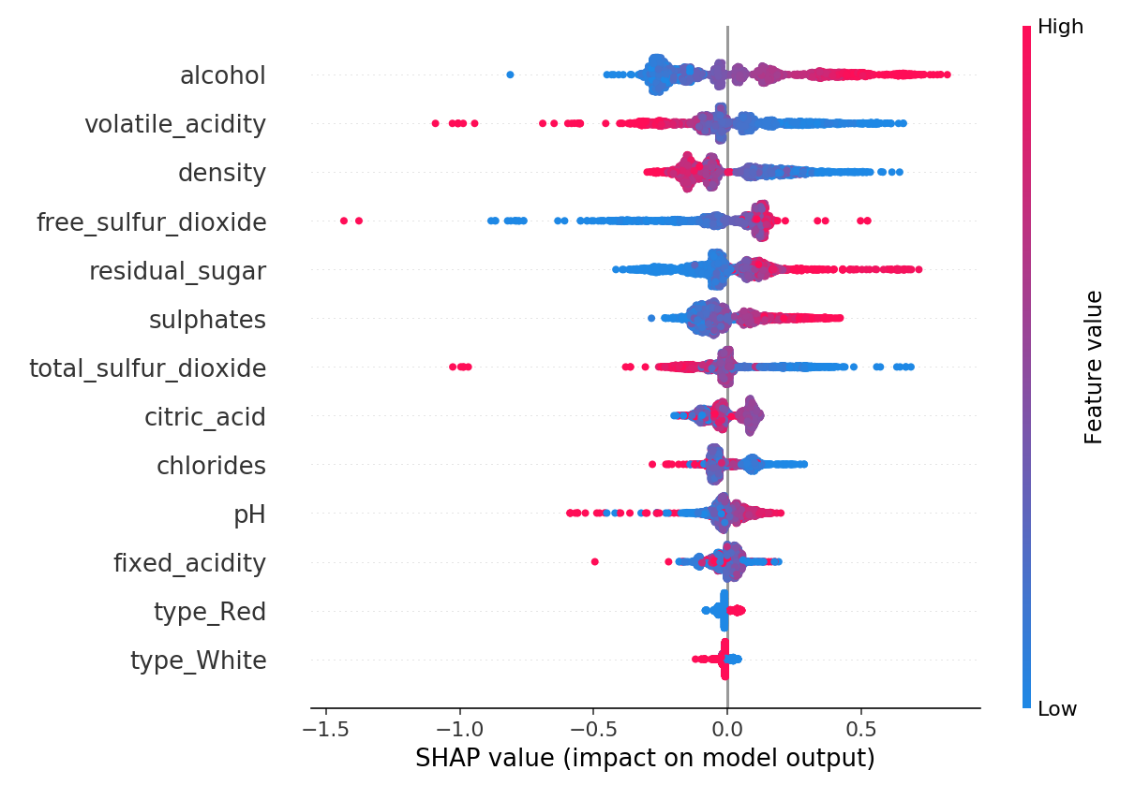 High
alcohol
volatile_acidity
density
free_sulfur_dioxide
residual_sugar
sulphates
total_sulfur_dioxide
citric_acid
chlorides
pH
fixed_acidity
type_Red
type_White
Feature value
Low
−1.5 −1.0 −0.5 0.0 0.5
SHAP value (impact on model output)